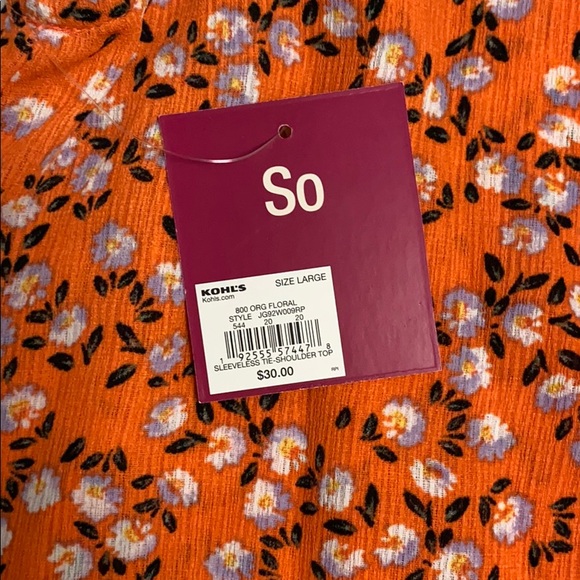 So
KOHL'S SIZE LARGE
Kohls.com
800 ORG FLORAL
STYLE JG92W009RP
544 20 20
1 92555 57447 8
SLEEVELESS TIE-SHOULDER TOP
$30.00